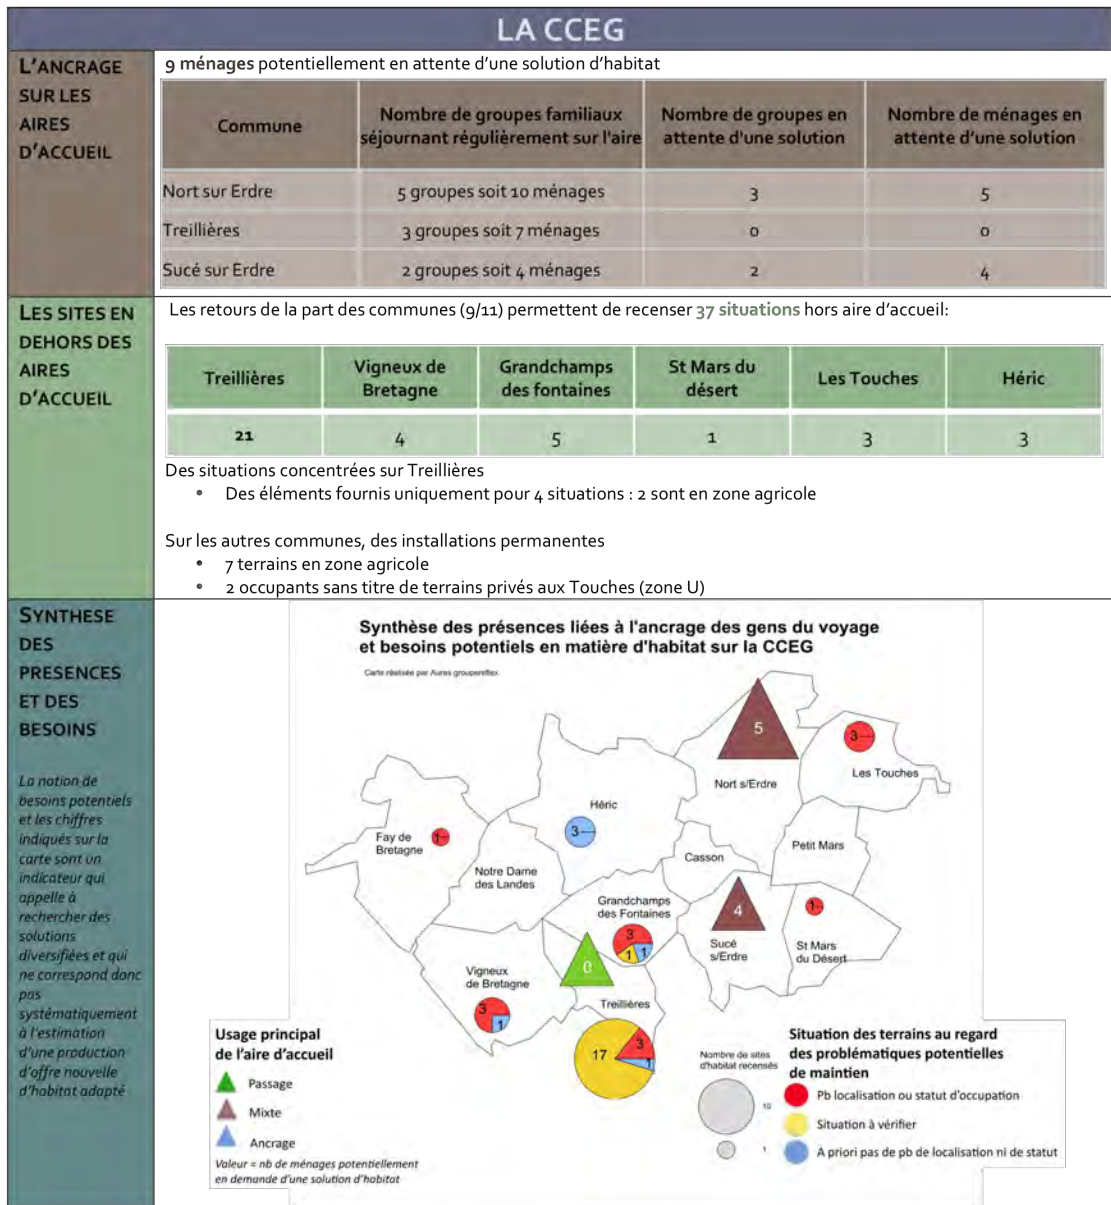 LA CCEG
L'ANCRAGE
SUR LES
AIRES
D'ACCUEIL
9 ménages potentiellement en attente d'une solution d'habitat
Commune
Nombre de groupes familiaux
séjournant régulièrement sur l'aire
Nombre de groupes en
attente d'une solution
Nombre de ménages en
attente d'une solution
Nort sur Erdre 5 groupes soit 10 ménages 3 5
Treillières 3 groupes soit 7 ménages 0 0
Sucé sur Erdre 2 groupes soit 4 ménages 2 4
LES SITES EN
DEHORS DES
AIRES
D'ACCUEIL
Les retours de la part des communes (9/11) permettent de recenser 37 situations hors aire d'accueil:
Treillières
Vigneux de
Bretagne
Grandchamps
des fontaines
St Mars du
désert
Les Touches
Héric
21 4 5 1 3 3
Des situations concentrées sur Treillières
• Des éléments fournis uniquement pour 4 situations : 2 sont en zone agricole
Sur les autres communes, des installations permanentes
• 7 terrains en zone agricole
• 2 occupants sans titre de terrains privés aux Touches (zone U)
SYNTHESE
DES
PRESENCES
ET DES
BESOINS
La notion de
besoins potentiels
et les chiffres
indiqués sur la
carte sont un
indicateur qui
appelle à
rechercher des
solutions
diversifiées et qui
ne correspond donc
pas
systématiquement
à l'estimation
d'une production
d'offre nouvelle
d'habitat adapté
Synthèse des présences liées à l'ancrage des gens du voyage
et besoins potentiels en matière d'habitat sur la CCEG
Carte réalisée par Aures groupereflex
5
Nort s/Erdre
3
Les Touches
Héric
3
Fay de
Bretagne
1
Notre Dame
des Landes
Casson
Petit Mars
Grandchamps
des Fontaines
3
1 1
4
Sucé
s/Erdre
1
St Mars
du Désert
0
Vigneux
de Bretagne
3
1
Treillières
17
3
1
Usage principal
de l'aire d'accueil
Passage
Mixte
Ancrage
Valeur = nb de ménages potentiellement
en demande d'une solution d'habitat
Nombre de sites
d'habitat recensés
10
1
Situation des terrains au regard
des problématiques potentielles
de maintien
Pb localisation ou statut d'occupation
Situation à vérifier
A priori pas de pb de localisation ni de statut